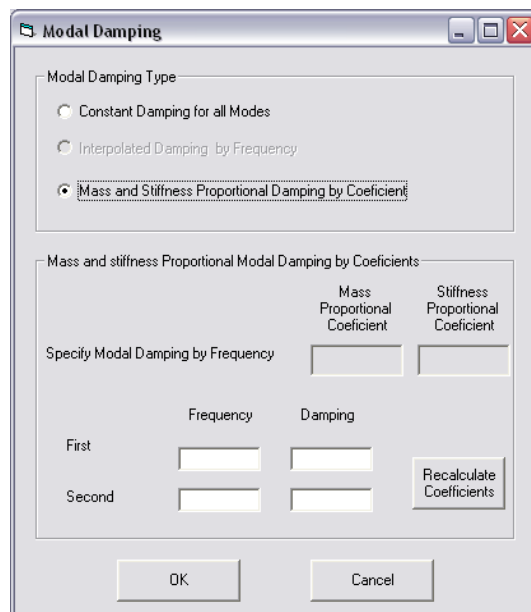 Modal Damping
Modal Damping Type
Constant Damping for all Modes
Interpolated Damping by Frequency
Mass and Stiffness Proportional Damping by Coeficient
Mass and stiffness Proportional Modal Damping by Coeficients
Mass
Proportional
Coeficient
Stiffness
Proportional
Coeficient
Specify Modal Damping by Frequency
Frequency Damping
First
Second
Recalculate
Coefficients
OK Cancel